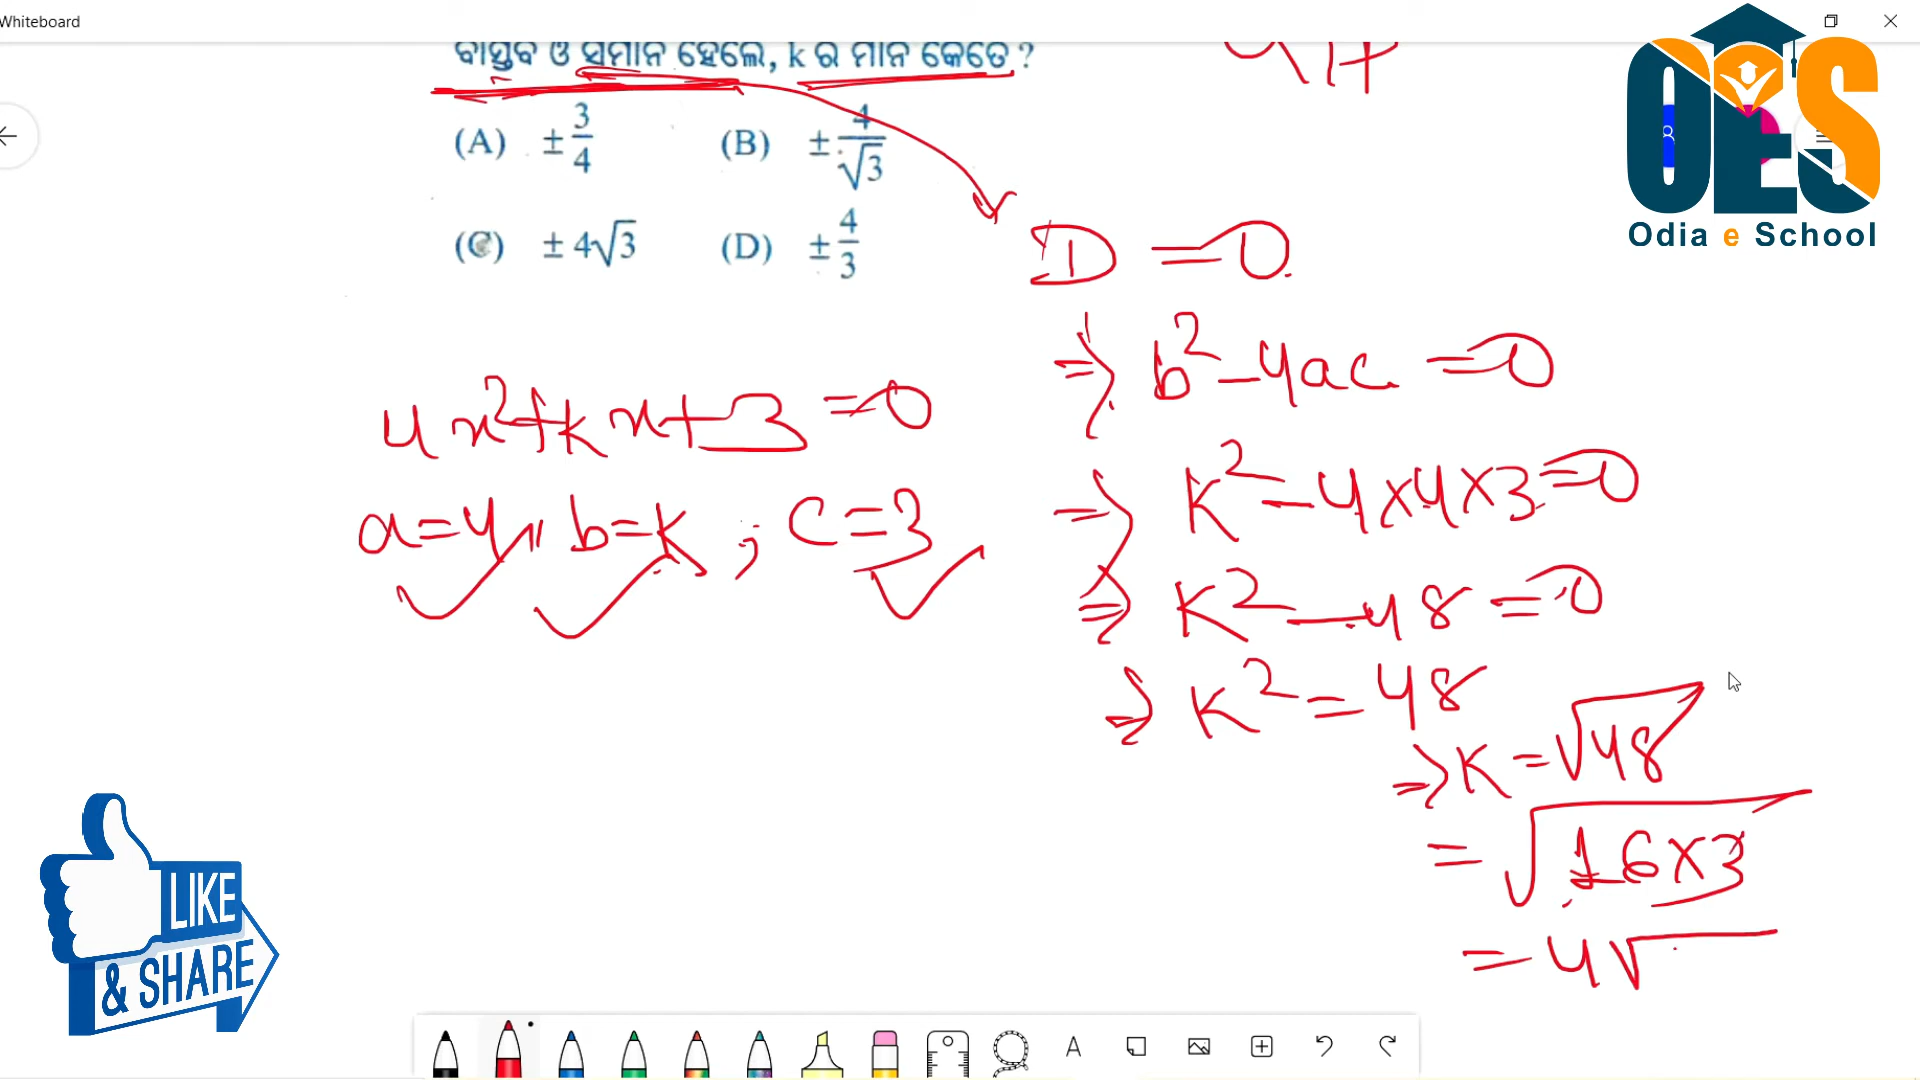 Whiteboard
ବାସ୍ତବ ଓ ସମାନ ହେଲେ, k ର ମାନ କେତେ ?
(A) ± 3/4 (B) ± 4/√3
(C) ± 4√3 (D) ± 4/3
OES
Odia e School
D = 0
⇒ b² - 4ac = 0
4x² + kx + 3 = 0
⇒ K² - 4×4×3 = 0
a = 4, b = k ; c = 3
⇒ K² - 48 = 0
⇒ K² = 48
⇒ K = √48
= √16×3
= 4√
LIKE
& SHARE
A